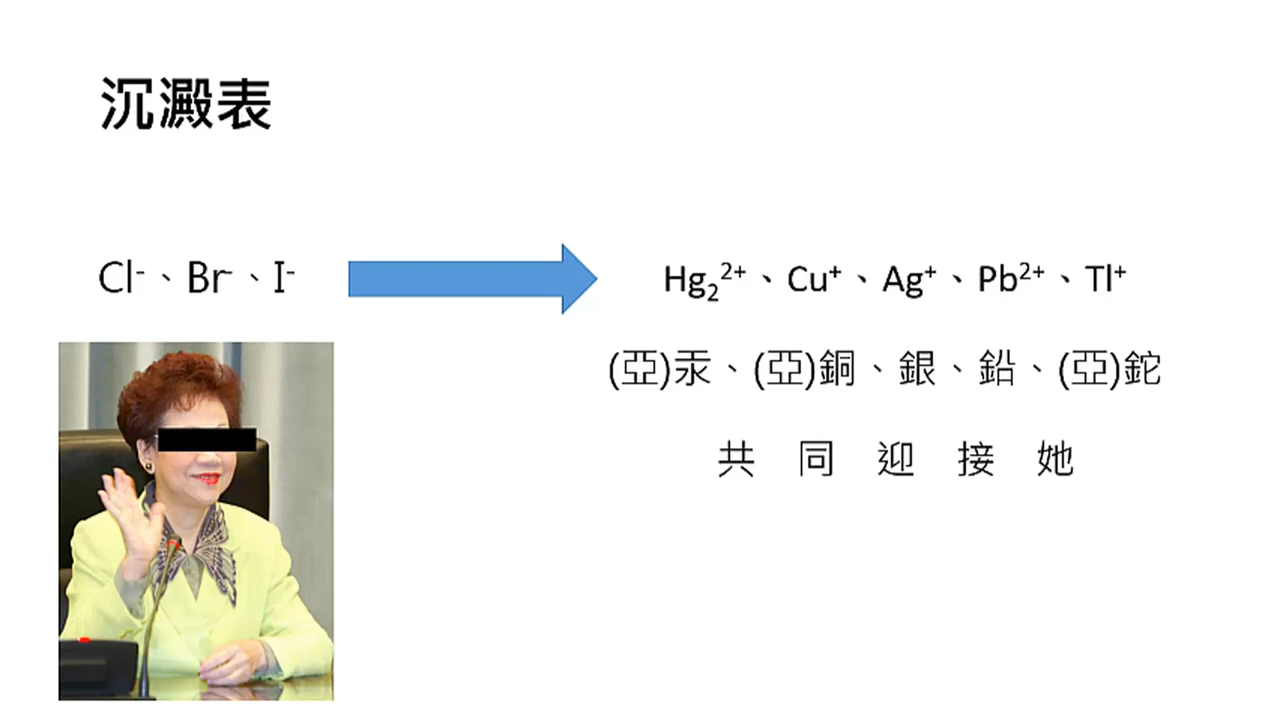 沉澱表
Cl⁻、Br⁻、I⁻
Hg₂²⁺、Cu⁺、Ag⁺、Pb²⁺、Tl⁺
(亞)汞、(亞)銅、銀、鉛、(亞)鉈
共 同 迎 接 她